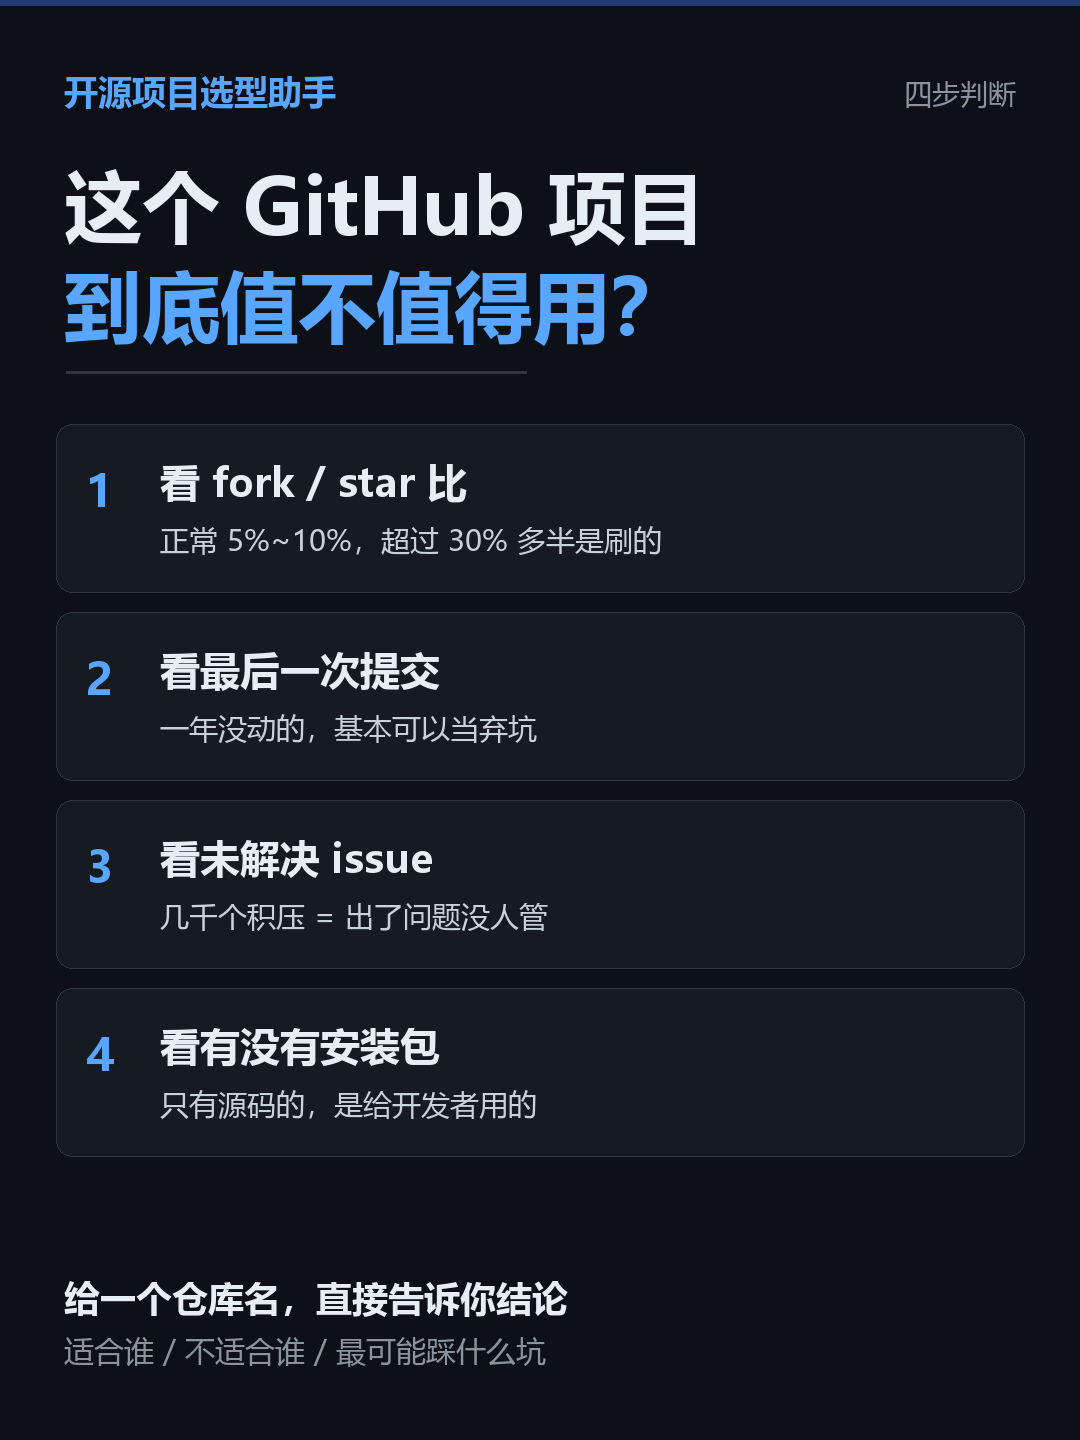 开源项目选型助手
四步判断
这个 GitHub 项目
到底值不值得用?
1
看 fork / star 比
正常 5%~10%，超过 30% 多半是刷的
2
看最后一次提交
一年没动的，基本可以当弃坑
3
看未解决 issue
几千个积压 = 出了问题没人管
4
看有没有安装包
只有源码的，是给开发者用的
给一个仓库名，直接告诉你结论
适合谁 / 不适合谁 / 最可能踩什么坑